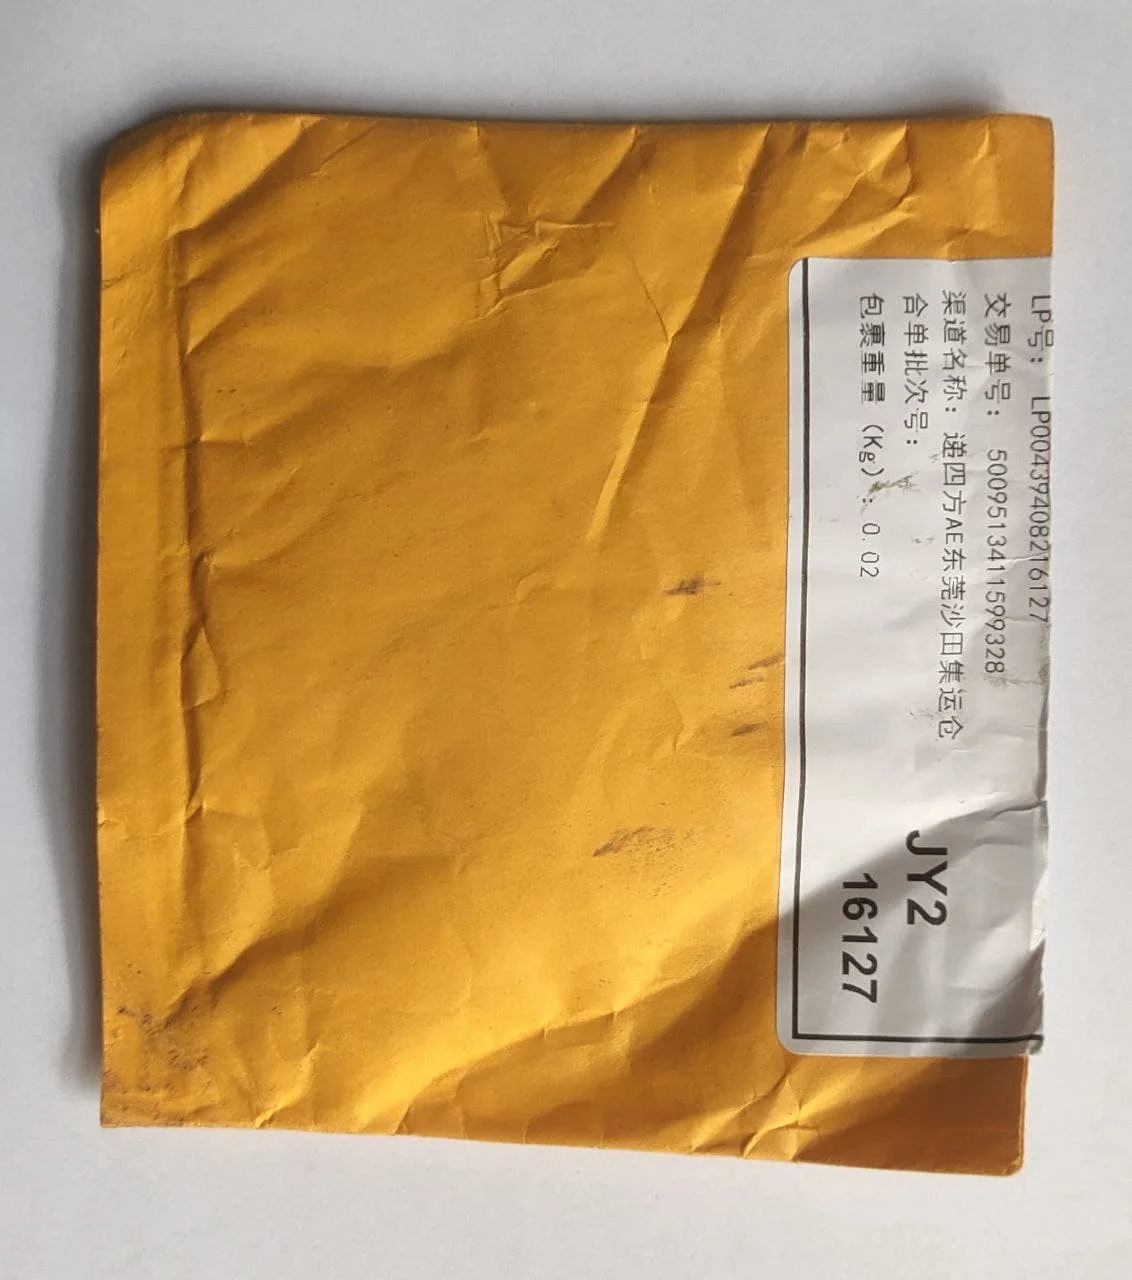 LP号: LP00439408216127
交易单号: 5009513411599328
渠道名称: 递四方AE东莞沙田集运仓
合单批次号:
包裹重量 (Kg) : 0.02
JY2
16127